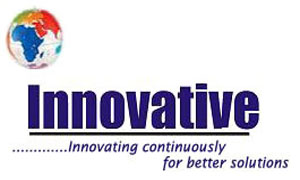 Innovative
.............Innovating continuously
for better solutions